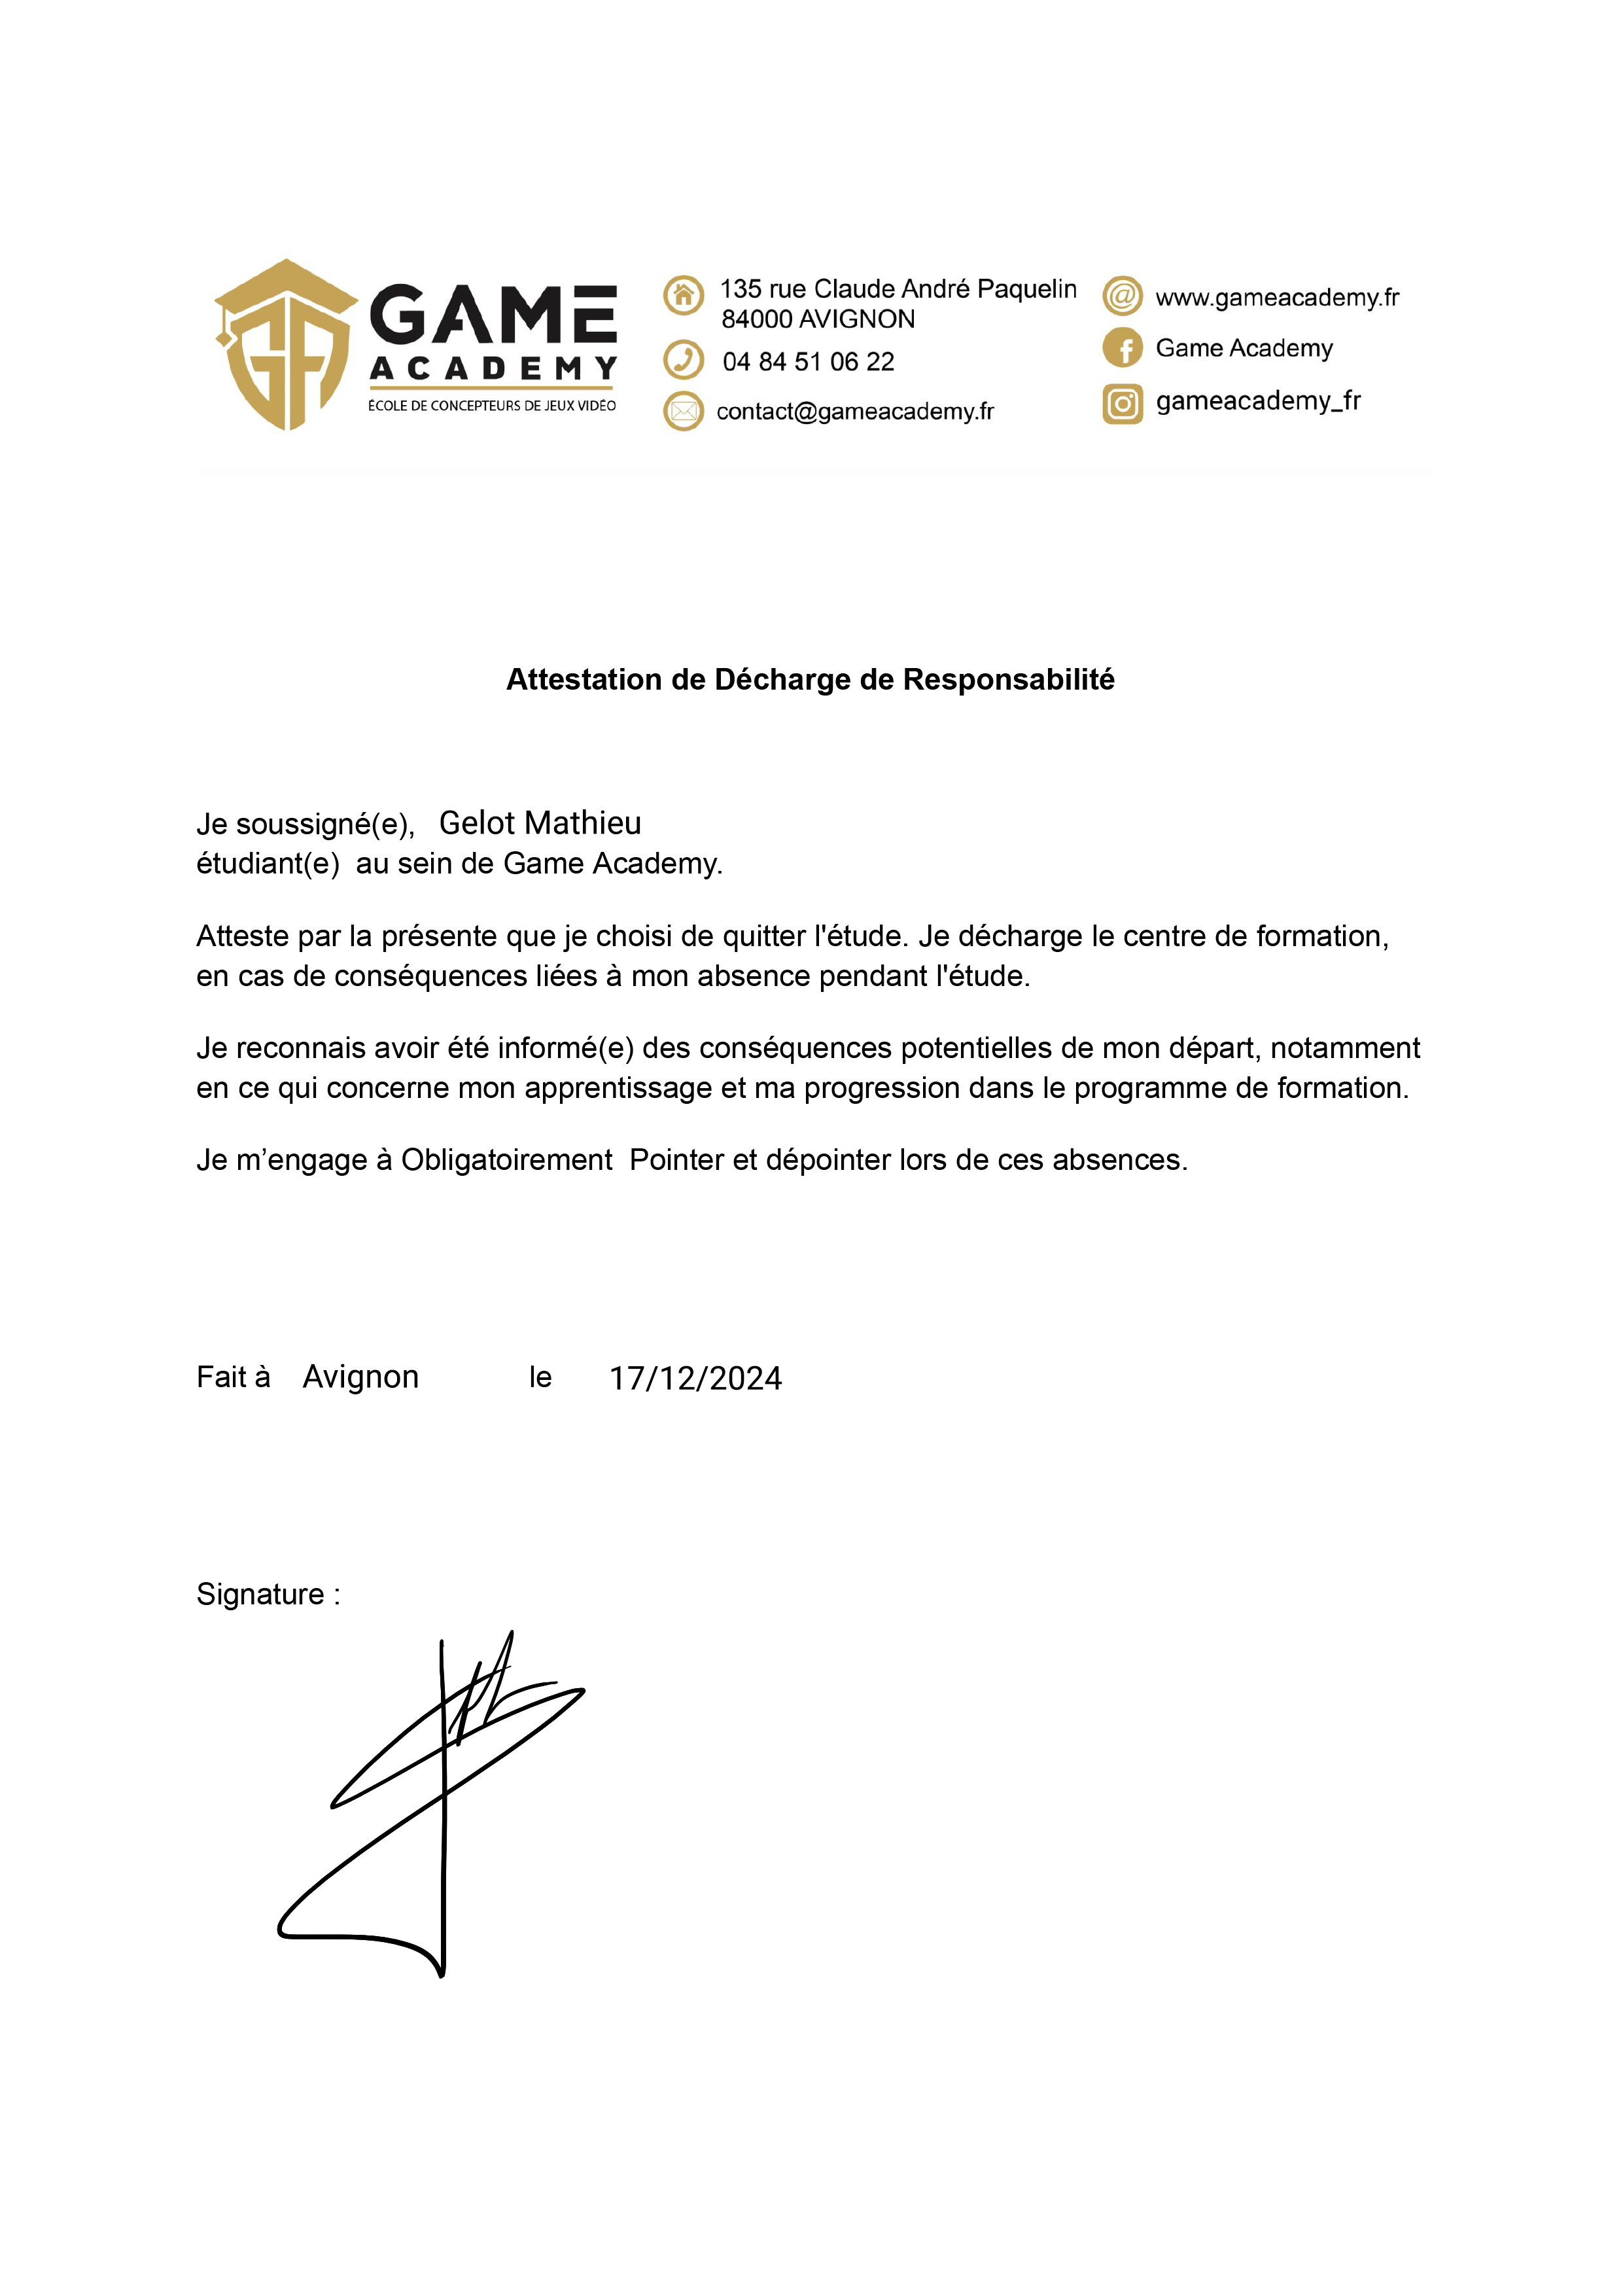 GAME
ACADEMY
ÉCOLE DE CONCEPTEURS DE JEUX VIDÉO
135 rue Claude André Paquelin
84000 AVIGNON
04 84 51 06 22
contact@gameacademy.fr
www.gameacademy.fr
Game Academy
gameacademy_fr
Attestation de Décharge de Responsabilité
Je soussigné(e), Gelot Mathieu
étudiant(e) au sein de Game Academy.
Atteste par la présente que je choisi de quitter l'étude. Je décharge le centre de formation,
en cas de conséquences liées à mon absence pendant l'étude.
Je reconnais avoir été informé(e) des conséquences potentielles de mon départ, notamment
en ce qui concerne mon apprentissage et ma progression dans le programme de formation.
Je m’engage à Obligatoirement Pointer et dépointer lors de ces absences.
Fait à Avignon le 17/12/2024
Signature :